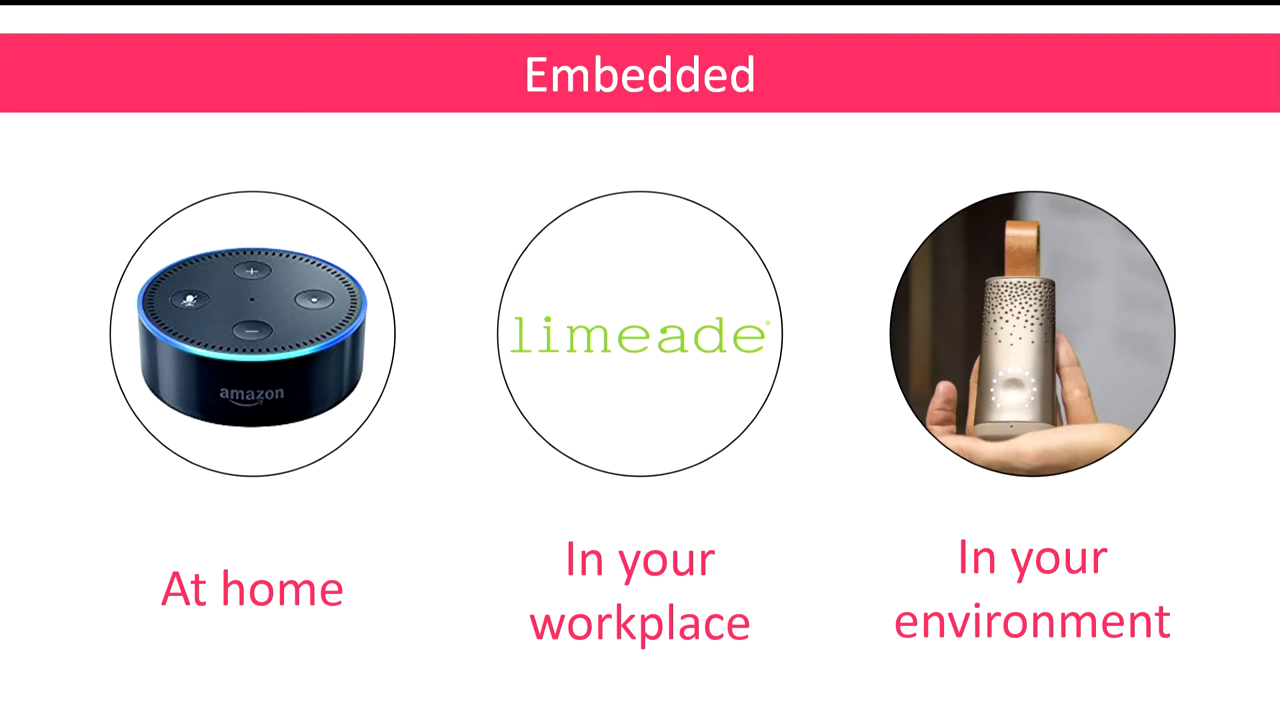 Embedded
amazon
limeade®
At home
In your
workplace
In your
environment